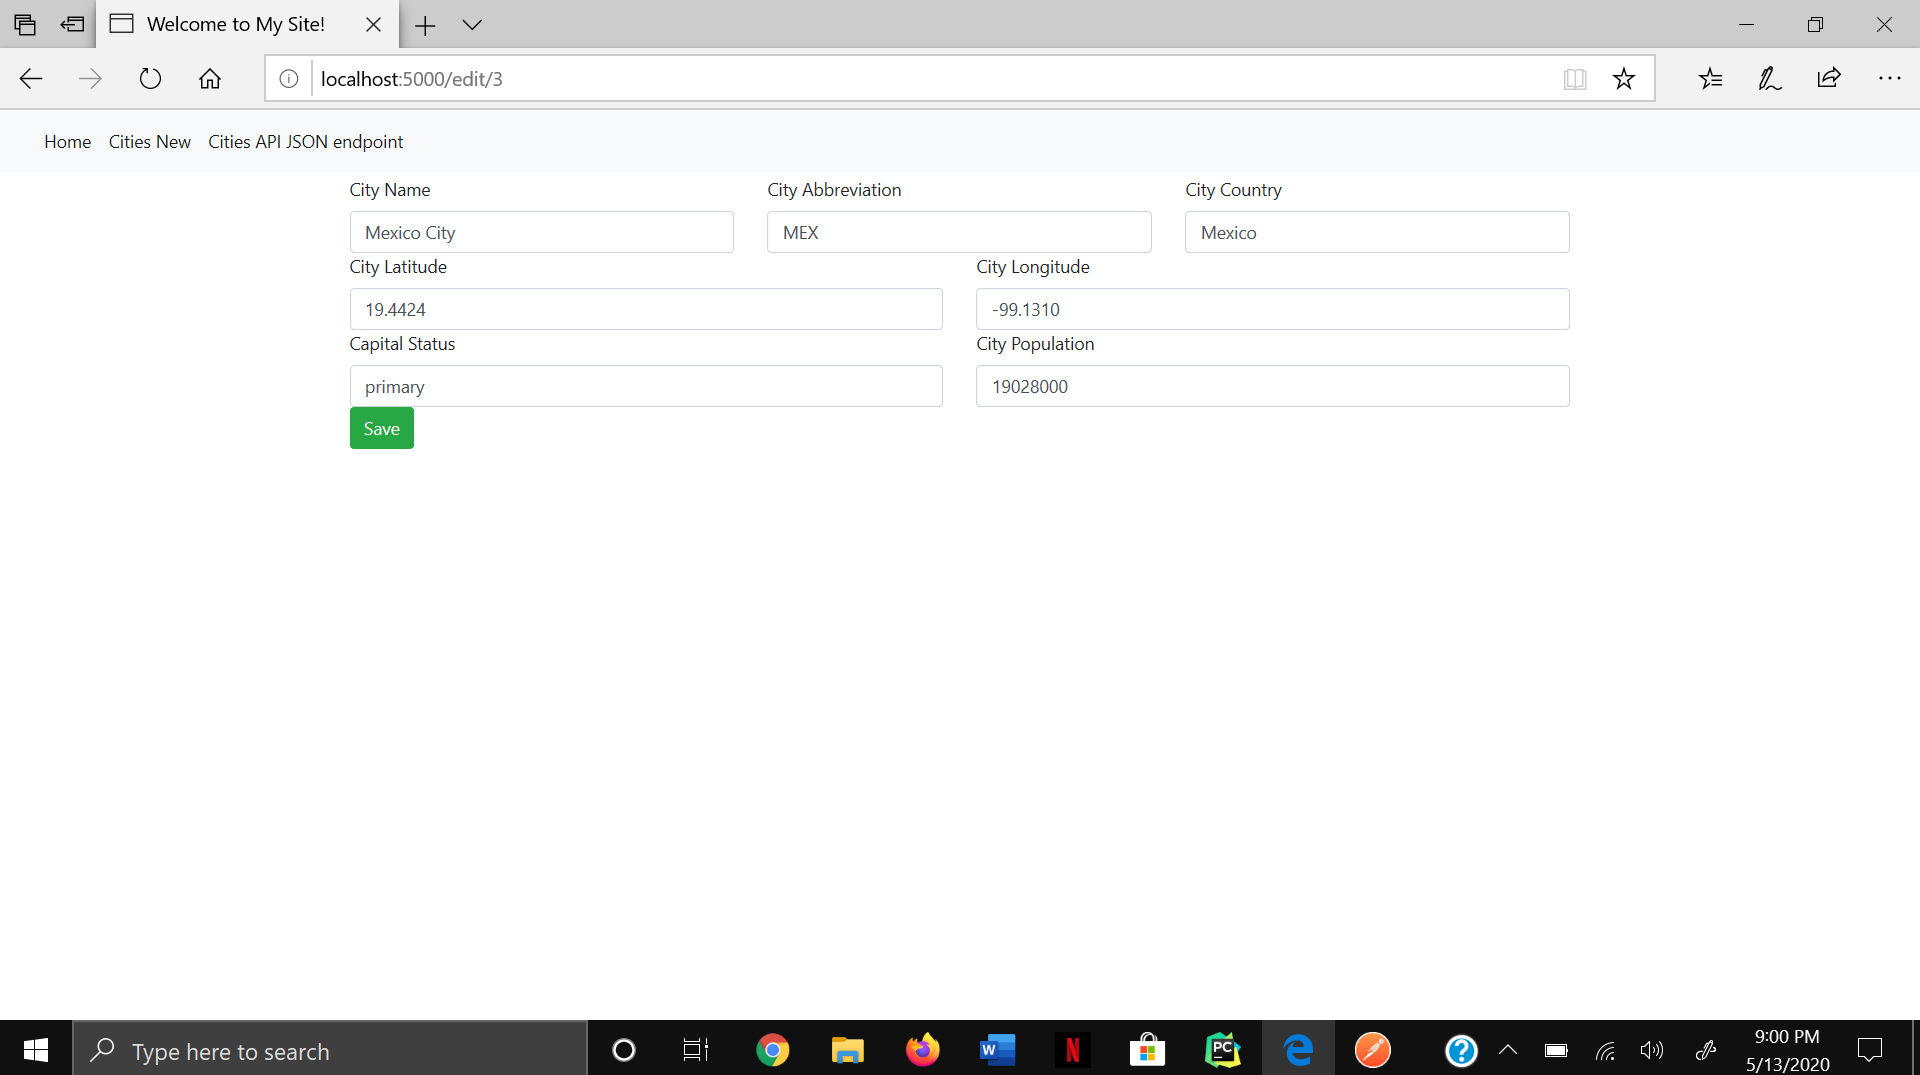 Welcome to My Site!
localhost:5000/edit/3
Home Cities New Cities API JSON endpoint
City Name City Abbreviation City Country
Mexico City MEX Mexico
City Latitude City Longitude
19.4424 -99.1310
Capital Status City Population
primary 19028000
Save
Type here to search
W
N
PC
?
9:00 PM
5/13/2020